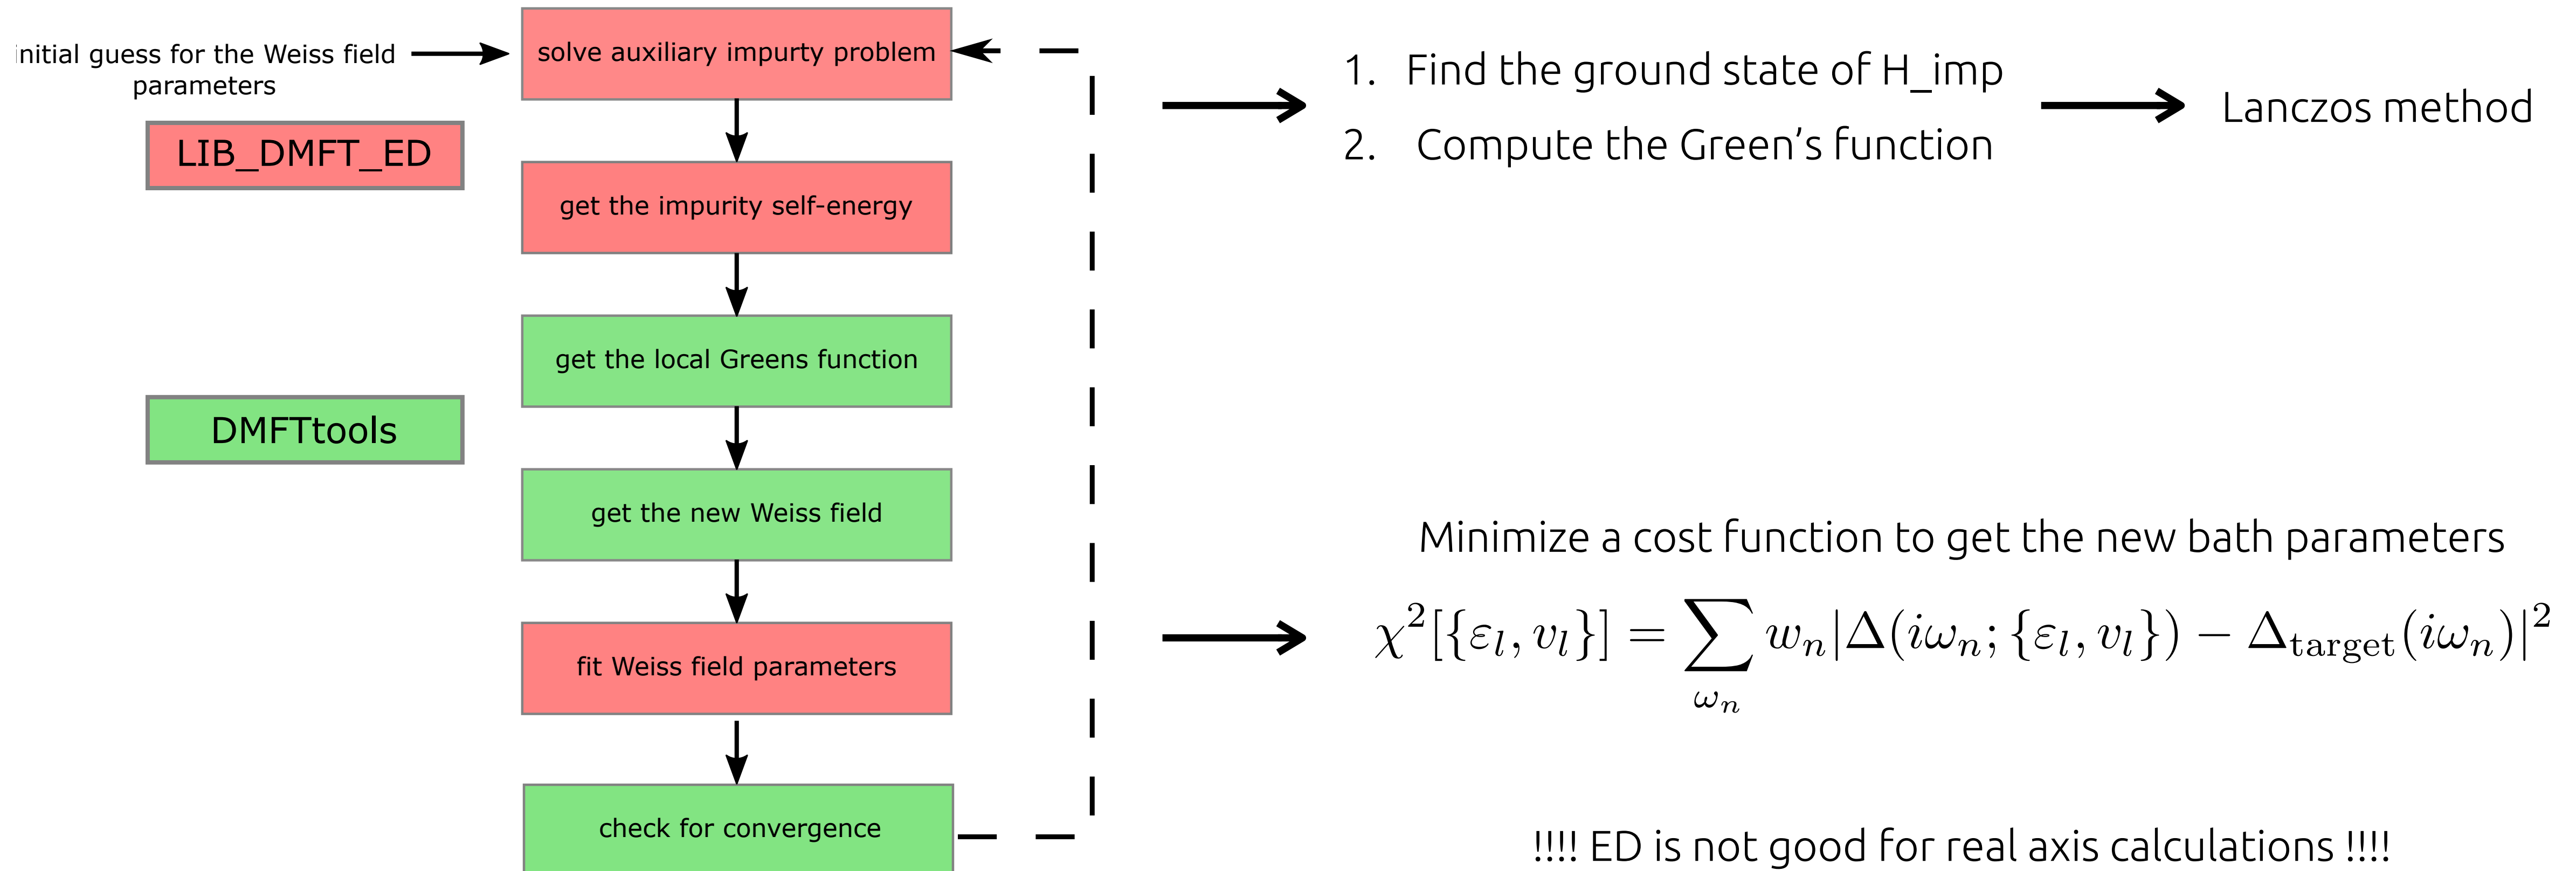 initial guess for the Weiss field
parameters
solve auxiliary impurty problem
LIB_DMFT_ED
get the impurity self-energy
get the local Greens function
DMFTtools
get the new Weiss field
fit Weiss field parameters
check for convergence
1. Find the ground state of H_imp
2. Compute the Green’s function
Lanczos method
Minimize a cost function to get the new bath parameters
χ²[{ε_l, v_l}] = ∑_{ω_n} w_n|Δ(iω_n; {ε_l, v_l}) − Δ_target(iω_n)|²
!!!! ED is not good for real axis calculations !!!!